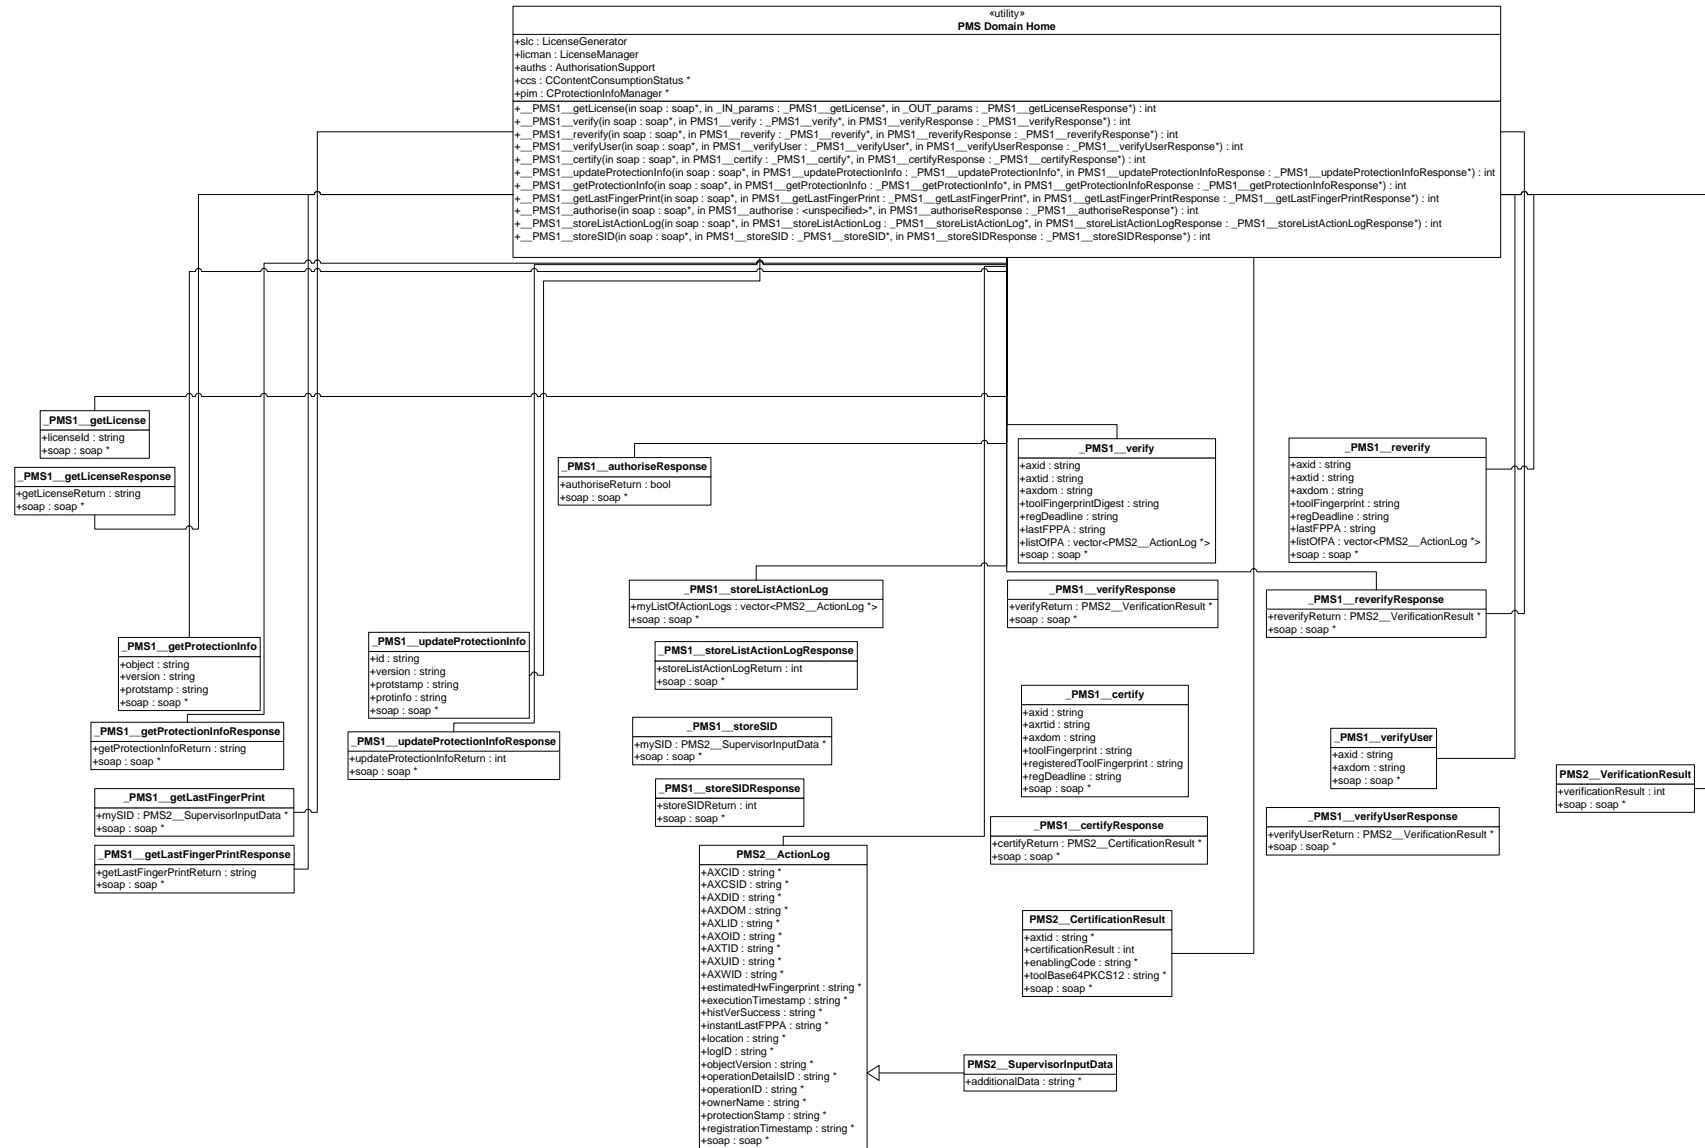 «utility»
PMS Domain Home
+slc : LicenseGenerator
+licman : LicenseManager
+auths : AuthorisationSupport
+ccs : CContentConsumptionStatus *
+pim : CProtectionInfoManager *
+__PMS1__getLicense(in soap : soap*, in _IN_params : _PMS1__getLicense*, in _OUT_params : _PMS1__getLicenseResponse*) : int
+__PMS1__verify(in soap : soap*, in PMS1__verify : _PMS1__verify*, in PMS1__verifyResponse : _PMS1__verifyResponse*) : int
+__PMS1__reverify(in soap : soap*, in PMS1__reverify : _PMS1__reverify*, in PMS1__reverifyResponse : _PMS1__reverifyResponse*) : int
+__PMS1__verifyUser(in soap : soap*, in PMS1__verifyUser : _PMS1__verifyUser*, in PMS1__verifyUserResponse : _PMS1__verifyUserResponse*) : int
+__PMS1__certify(in soap : soap*, in PMS1__certify : _PMS1__certify*, in PMS1__certifyResponse : _PMS1__certifyResponse*) : int
+__PMS1__updateProtectionInfo(in soap : soap*, in PMS1__updateProtectionInfo : _PMS1__updateProtectionInfo*, in PMS1__updateProtectionInfoResponse : _PMS1__updateProtectionInfoResponse*) : int
+__PMS1__getProtectionInfo(in soap : soap*, in PMS1__getProtectionInfo : _PMS1__getProtectionInfo*, in PMS1__getProtectionInfoResponse : _PMS1__getProtectionInfoResponse*) : int
+__PMS1__getLastFingerPrint(in soap : soap*, in PMS1__getLastFingerPrint : _PMS1__getLastFingerPrint*, in PMS1__getLastFingerPrintResponse : _PMS1__getLastFingerPrintResponse*) : int
+__PMS1__authorise(in soap : soap*, in PMS1__authorise : <unspecified>*, in PMS1__authoriseResponse : _PMS1__authoriseResponse*) : int
+__PMS1__storeListActionLog(in soap : soap*, in PMS1__storeListActionLog : _PMS1__storeListActionLog*, in PMS1__storeListActionLogResponse : _PMS1__storeListActionLogResponse*) : int
+__PMS1__storeSID(in soap : soap*, in PMS1__storeSID : _PMS1__storeSID*, in PMS1__storeSIDResponse : _PMS1__storeSIDResponse*) : int
_PMS1__getLicense
+licenseId : string
+soap : soap *
_PMS1__getLicenseResponse
+getLicenseReturn : string
+soap : soap *
_PMS1__authoriseResponse
+authoriseReturn : bool
+soap : soap *
_PMS1__verify
+axid : string
+axtid : string
+axdom : string
+toolFingerprintDigest : string
+regDeadline : string
+lastFPPA : string
+listOfPA : vector<PMS2__ActionLog *>
+soap : soap *
_PMS1__reverify
+axid : string
+axtid : string
+axdom : string
+toolFingerprint : string
+regDeadline : string
+lastFPPA : string
+listOfPA : vector<PMS2__ActionLog *>
+soap : soap *
_PMS1__storeListActionLog
+myListOfActionLogs : vector<PMS2__ActionLog *>
+soap : soap *
_PMS1__verifyResponse
+verifyReturn : PMS2__VerificationResult *
+soap : soap *
_PMS1__reverifyResponse
+reverifyReturn : PMS2__VerificationResult *
+soap : soap *
_PMS1__getProtectionInfo
+object : string
+version : string
+protstamp : string
+soap : soap *
_PMS1__updateProtectionInfo
+id : string
+version : string
+protstamp : string
+protinfo : string
+soap : soap *
_PMS1__storeListActionLogResponse
+storeListActionLogReturn : int
+soap : soap *
_PMS1__certify
+axid : string
+axrtid : string
+axdom : string
+toolFingerprint : string
+registeredToolFingerprint : string
+regDeadline : string
+soap : soap *
_PMS1__getProtectionInfoResponse
+getProtectionInfoReturn : string
+soap : soap *
_PMS1__updateProtectionInfoResponse
+updateProtectionInfoReturn : int
+soap : soap *
_PMS1__storeSID
+mySID : PMS2__SupervisorInputData *
+soap : soap *
_PMS1__verifyUser
+axid : string
+axdom : string
+soap : soap *
PMS2__VerificationResult
+verificationResult : int
+soap : soap *
_PMS1__getLastFingerPrint
+mySID : PMS2__SupervisorInputData *
+soap : soap *
_PMS1__storeSIDResponse
+storeSIDReturn : int
+soap : soap *
_PMS1__certifyResponse
+certifyReturn : PMS2__CertificationResult *
+soap : soap *
_PMS1__verifyUserResponse
+verifyUserReturn : PMS2__VerificationResult *
+soap : soap *
_PMS1__getLastFingerPrintResponse
+getLastFingerPrintReturn : string
+soap : soap *
PMS2__ActionLog
+AXCID : string *
+AXCSID : string *
+AXDID : string *
+AXDOM : string *
+AXLID : string *
+AXOID : string *
+AXTID : string *
+AXUID : string *
+AXWID : string *
+estimatedHwFingerprint : string *
+executionTimestamp : string *
+histVerSuccess : string *
+instantLastFPPA : string *
+location : string *
+logID : string *
+objectVersion : string *
+operationDetailsID : string *
+operationID : string *
+ownerName : string *
+protectionStamp : string *
+registrationTimestamp : string *
+soap : soap *
PMS2__CertificationResult
+axtid : string *
+certificationResult : int
+enablingCode : string *
+toolBase64PKCS12 : string *
+soap : soap *
PMS2__SupervisorInputData
+additionalData : string *